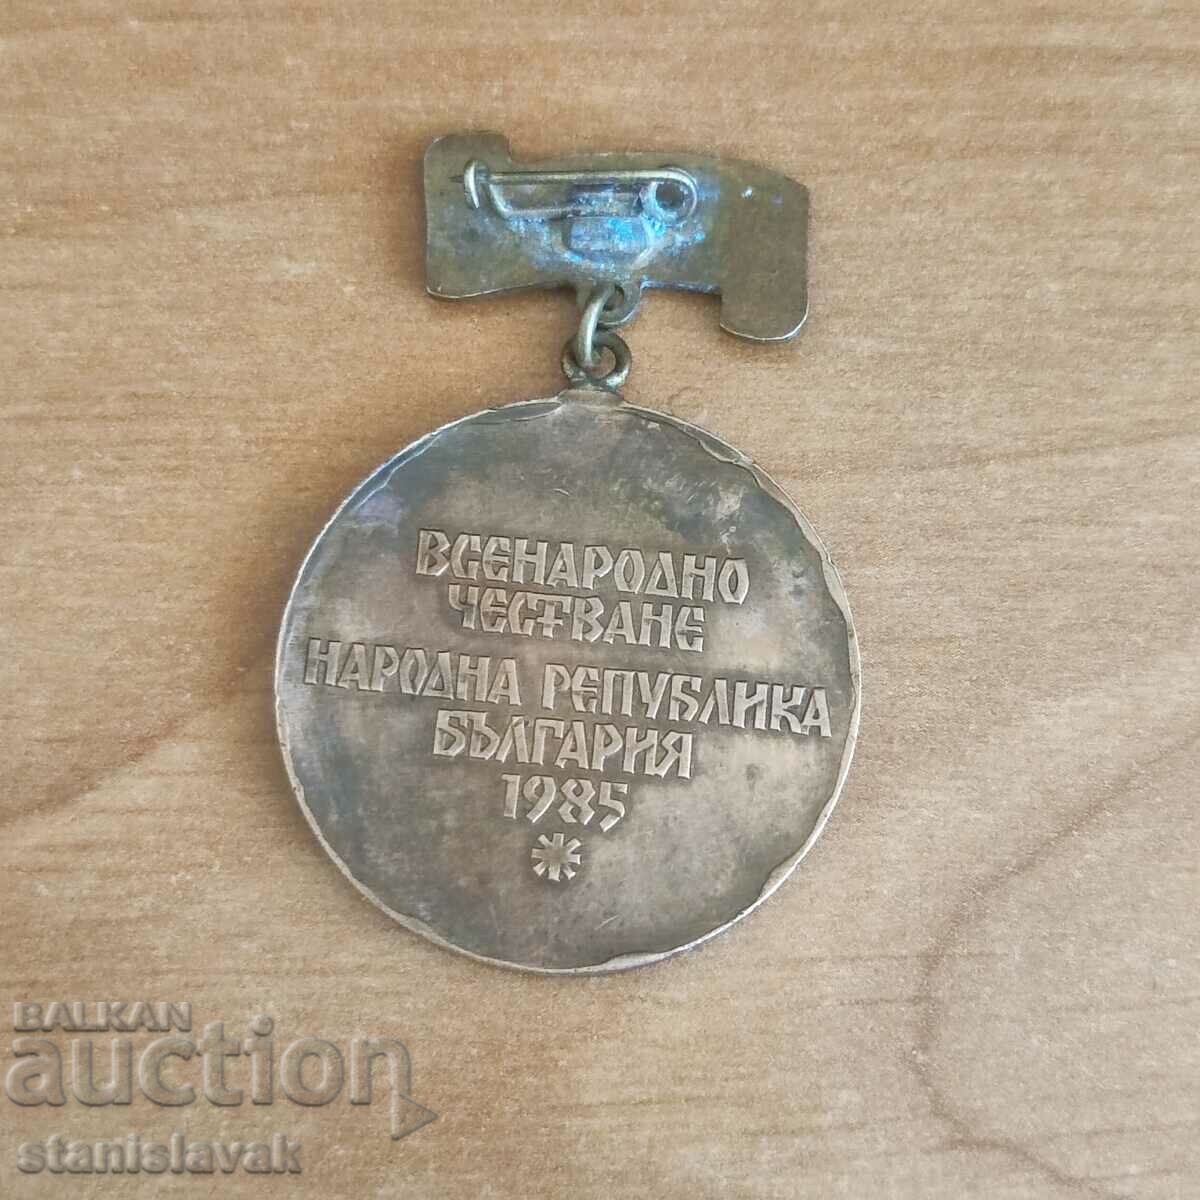 ВСЕНАРОДНО
ЧЕСТВАНЕ
НАРОДНА РЕПУБЛИКА
БЪЛГАРИЯ
1985
BALKAN
auction
stanislavak